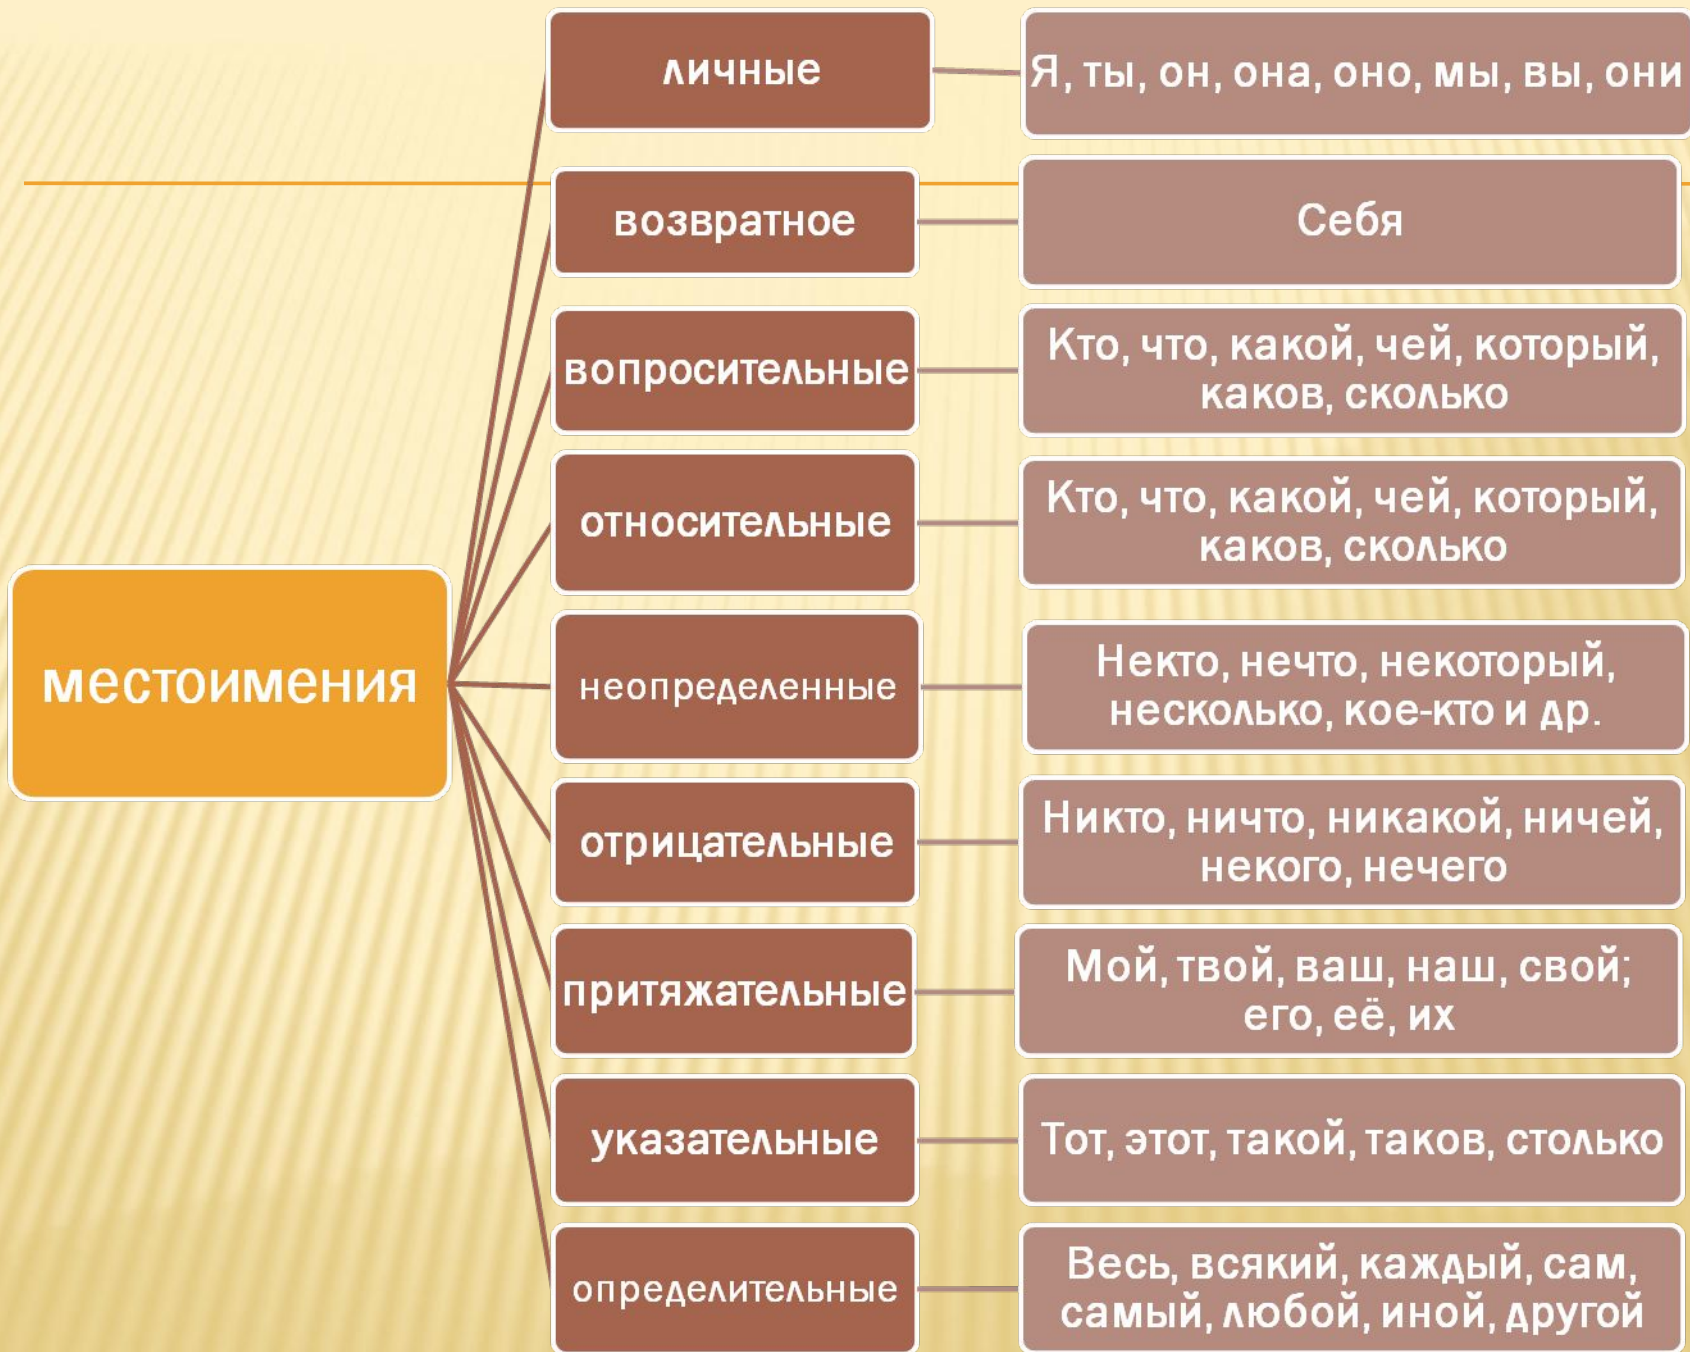 местоимения
личные
Я, ты, он, она, оно, мы, вы, они
возвратное
Себя
вопросительные
Кто, что, какой, чей, который,
каков, сколько
относительные
Кто, что, какой, чей, который,
каков, сколько
неопределенные
Некто, нечто, некоторый,
несколько, кое-кто и др.
отрицательные
Никто, ничто, никакой, ничей,
некого, нечего
притяжательные
Мой, твой, ваш, наш, свой;
его, её, их
указательные
Тот, этот, такой, таков, столько
определительные
Весь, всякий, каждый, сам,
самый, любой, иной, другой